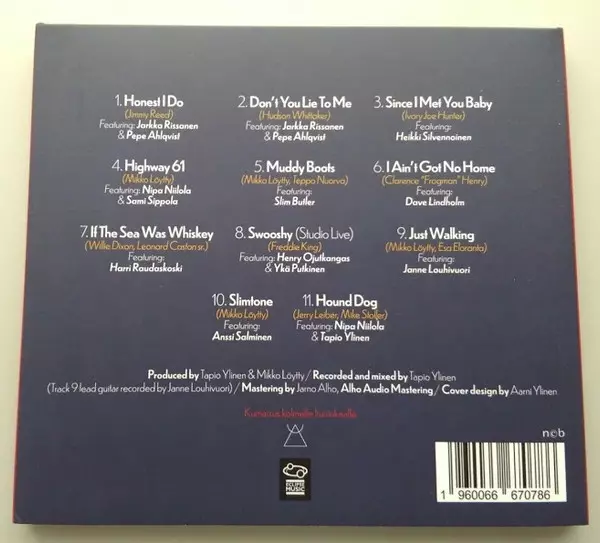 1. Honest I Do
(Jimmy Reed)
Featuring: Jarkka Rissanen
& Pepe Ahlqvist
2. Don't You Lie To Me
(Hudson Whittaker)
Featuring: Jarkka Rissanen
& Pepe Ahlqvist
3. Since I Met You Baby
(Ivory Joe Hunter)
Featuring:
Heikki Silvennoinen
4. Highway 61
(Mikko Löytty)
Featuring: Nipa Niilola
& Sami Sippola
5. Muddy Boots
(Mikko Löytty, Teppo Nuorva)
Featuring:
Slim Butler
6. I Ain't Got No Home
(Clarence "Frogman" Henry)
Featuring:
Dave Lindholm
7. If The Sea Was Whiskey
(Willie Dixon, Leonard Caston sr.)
Featuring:
Harri Raudaskoski
8. Swooshy (Studio Live)
(Freddie King)
Featuring: Henry Ojutkangas
& Ykä Putkinen
9. Just Walking
(Mikko Löytty, Esa Eloranta)
Featuring:
Janne Louhivuori
10. Slimtone
(Mikko Löytty)
Featuring:
Anssi Salminen
11. Hound Dog
(Jerry Leiber, Mike Stoller)
Featuring: Nipa Niilola
& Tapio Ylinen
Produced by Tapio Ylinen & Mikko Löytty / Recorded and mixed by Tapio Ylinen
(Track 9 lead guitar recorded by Janne Louhivuori) / Mastering by Jarno Alho, Alho Audio Mastering / Cover design by Aarni Ylinen
Kumarrus kolmelle
ECLIPSE
MUSIC
n©b
1 960066 670786